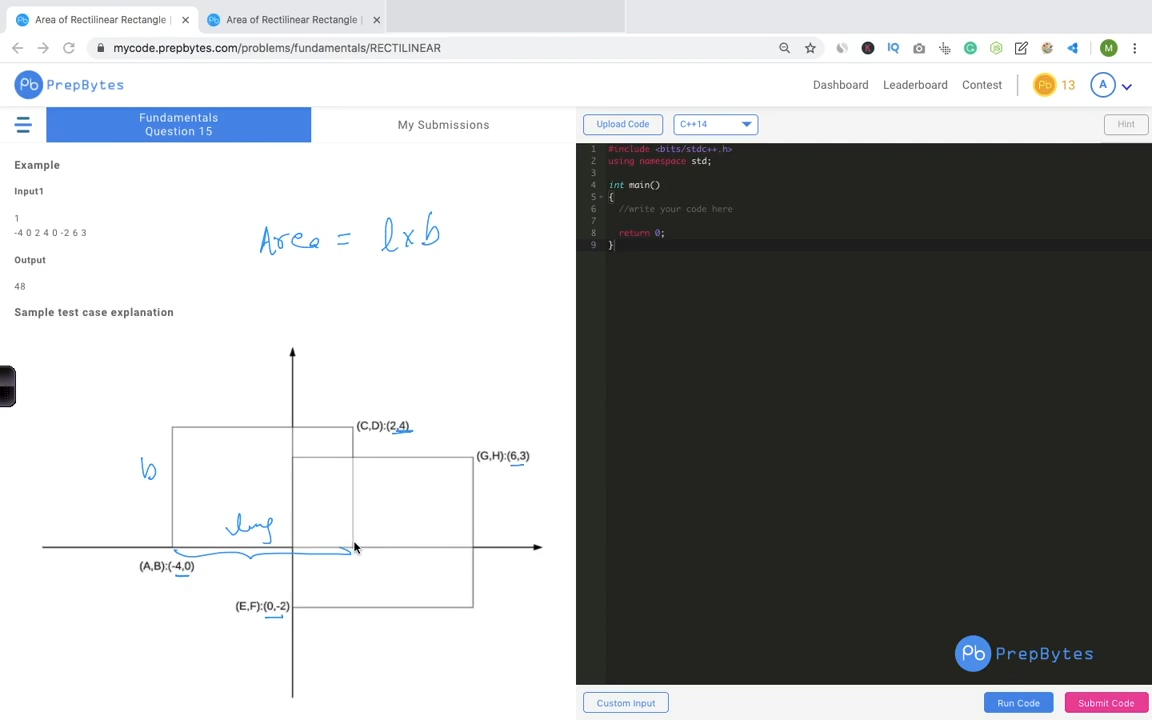 Area of Rectilinear Rectangle |
Area of Rectilinear Rectangle |
mycode.prepbytes.com/problems/fundamentals/RECTILINEAR
IQ
M
Pb PrepBytes
Dashboard
Leaderboard
Contest
Pb 13
A
Fundamentals
Question 15
My Submissions
Upload Code
C++14
Hint
Example
Input1
1
-4 0 2 4 0 -2 6 3
Output
48
Sample test case explanation
Area = l x b
(C,D):(2,4)
(G,H):(6,3)
b
(A,B):(-4,0)
(E,F):(0,-2)
1 #include <bits/stdc++.h>
2 using namespace std;
3
4 int main()
5 {
6 //write your code here
7
8 return 0;
9 }
Pb PrepBytes
Custom Input
Run Code
Submit Code